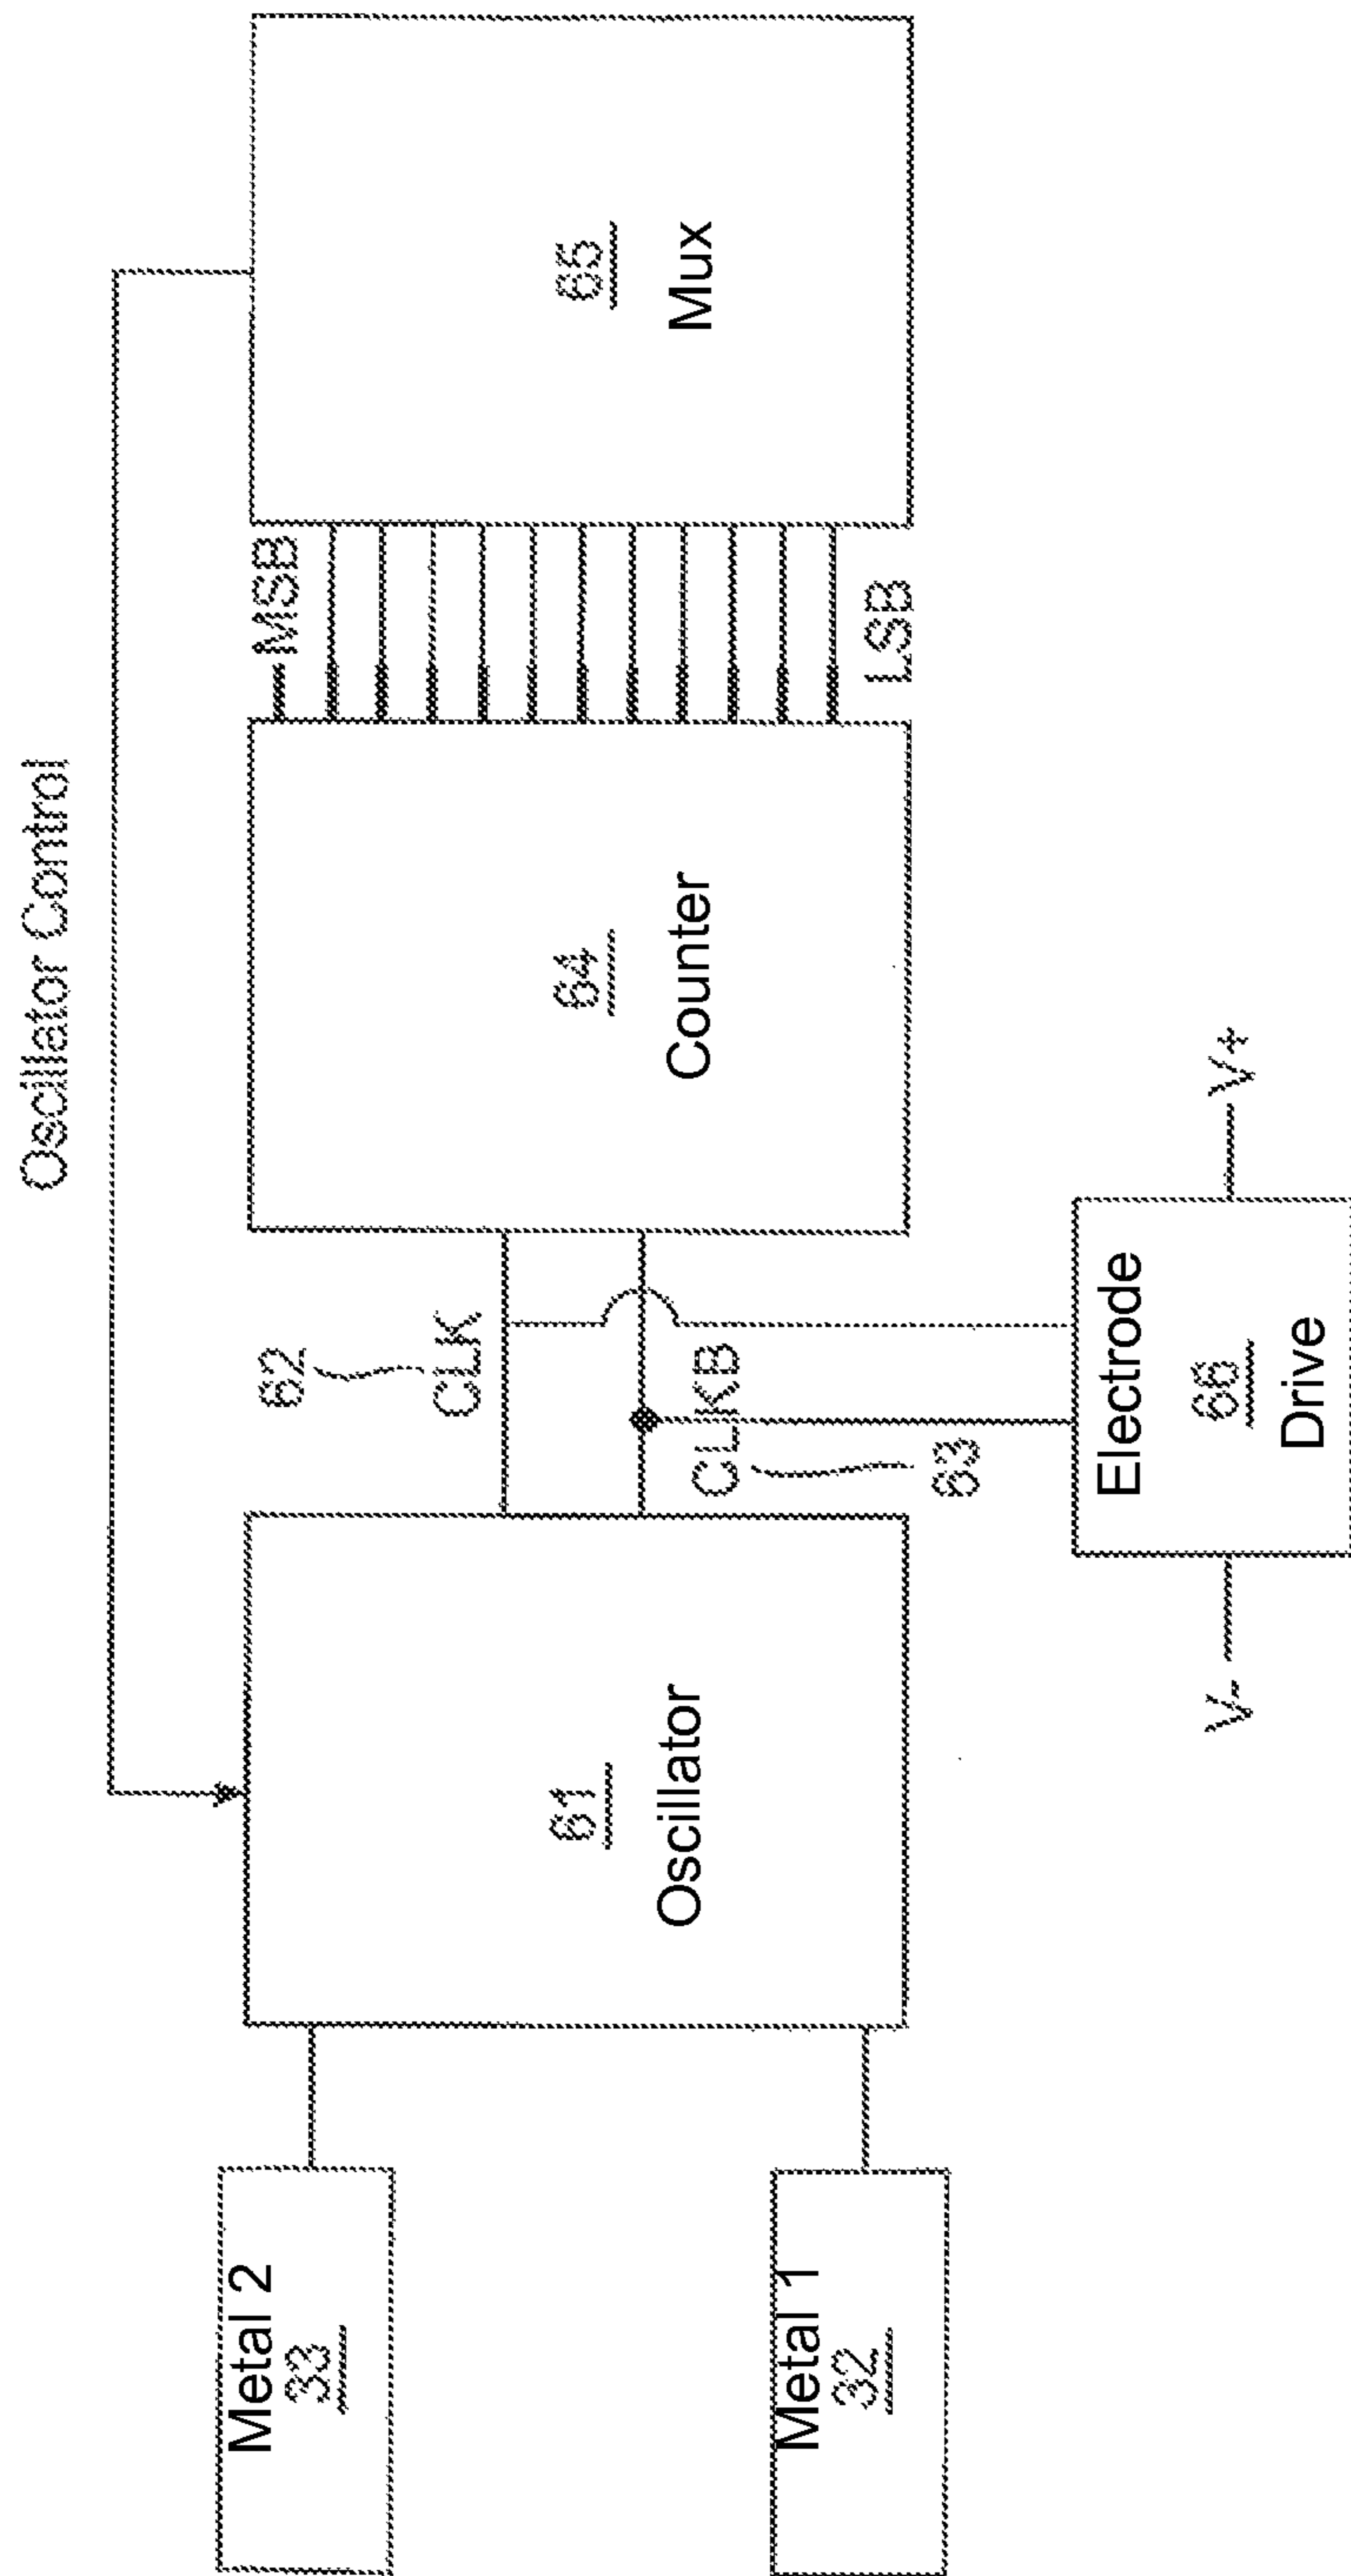 Oscillator Control
Metal 2
33
Metal 1
32
61
Oscillator
62
CLK
CLKB
63
64
Counter
MSB
LSB
65
Mux
V-
Electrode
66
Drive
V+